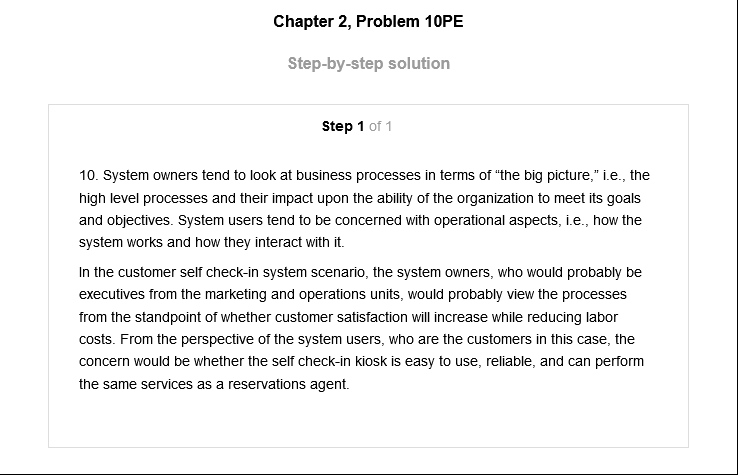 Chapter 2, Problem 10PE
Step-by-step solution
Step 1 of 1
10. System owners tend to look at business processes in terms of “the big picture,” i.e., the
high level processes and their impact upon the ability of the organization to meet its goals
and objectives. System users tend to be concerned with operational aspects, i.e., how the
system works and how they interact with it.
In the customer self check-in system scenario, the system owners, who would probably be
executives from the marketing and operations units, would probably view the processes
from the standpoint of whether customer satisfaction will increase while reducing labor
costs. From the perspective of the system users, who are the customers in this case, the
concern would be whether the self check-in kiosk is easy to use, reliable, and can perform
the same services as a reservations agent.